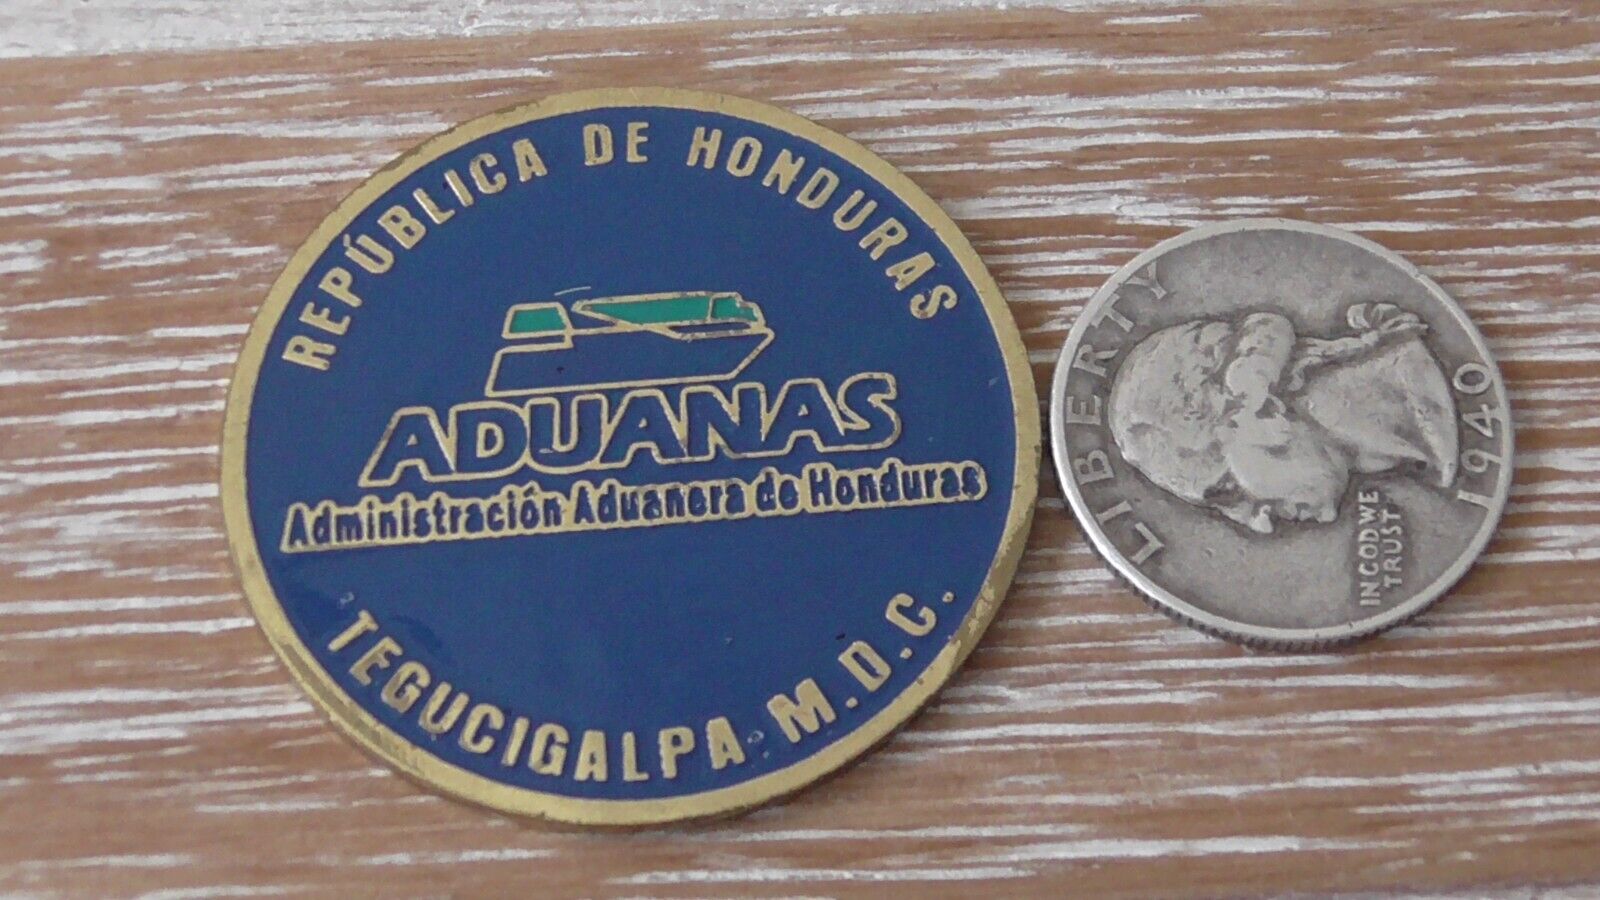 REPÚBLICA DE HONDURAS
ADUANAS
Administración Aduanera de Honduras
TEGUCIGALPA M.D.C.
LIBERTY
IN GOD WE
TRUST
1940